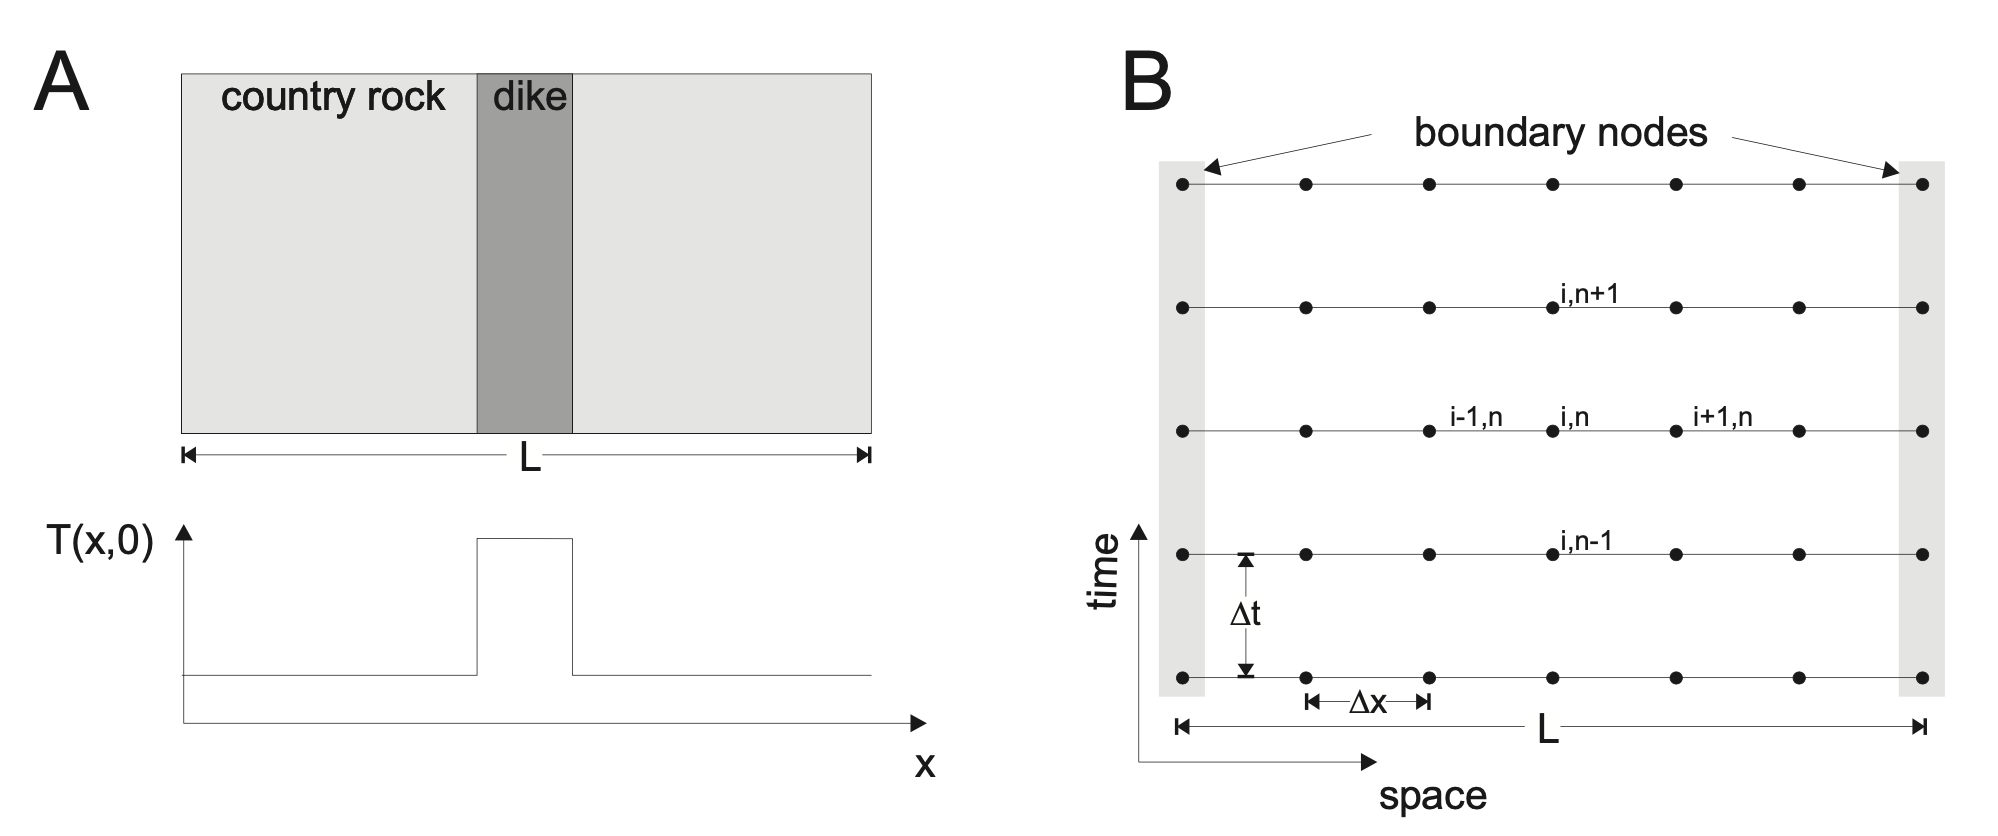 A
country rock
dike
L
T(x,0)
x
B
boundary nodes
i,n+1
i-1,n
i,n
i+1,n
i,n-1
Δt
Δx
L
time
space